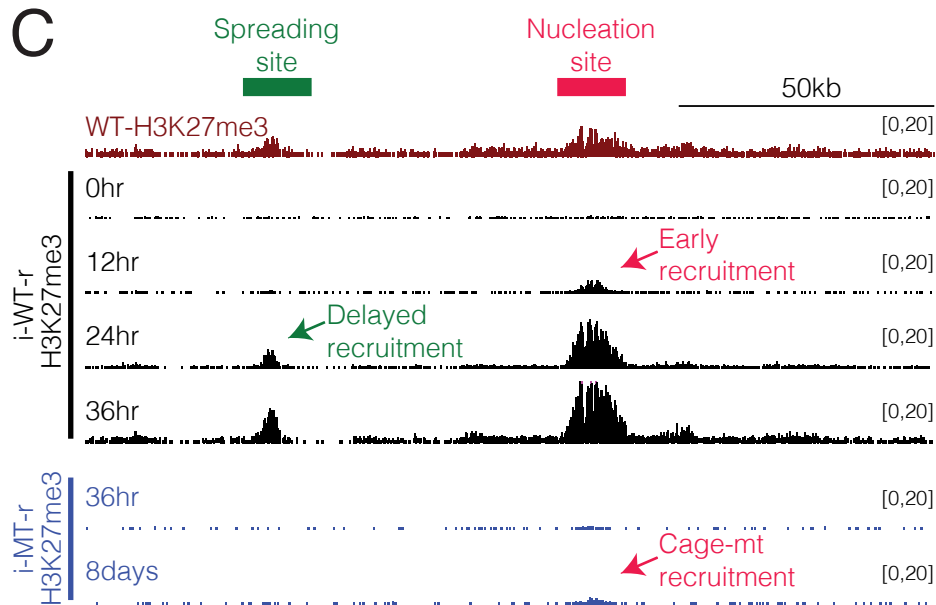 C
Spreading
site
Nucleation
site
50kb
WT-H3K27me3
[0,20]
i-WT-r
H3K27me3
0hr
[0,20]
12hr
Early
recruitment
[0,20]
24hr
Delayed
recruitment
[0,20]
36hr
[0,20]
i-MT-r
H3K27me3
36hr
[0,20]
8days
Cage-mt
recruitment
[0,20]